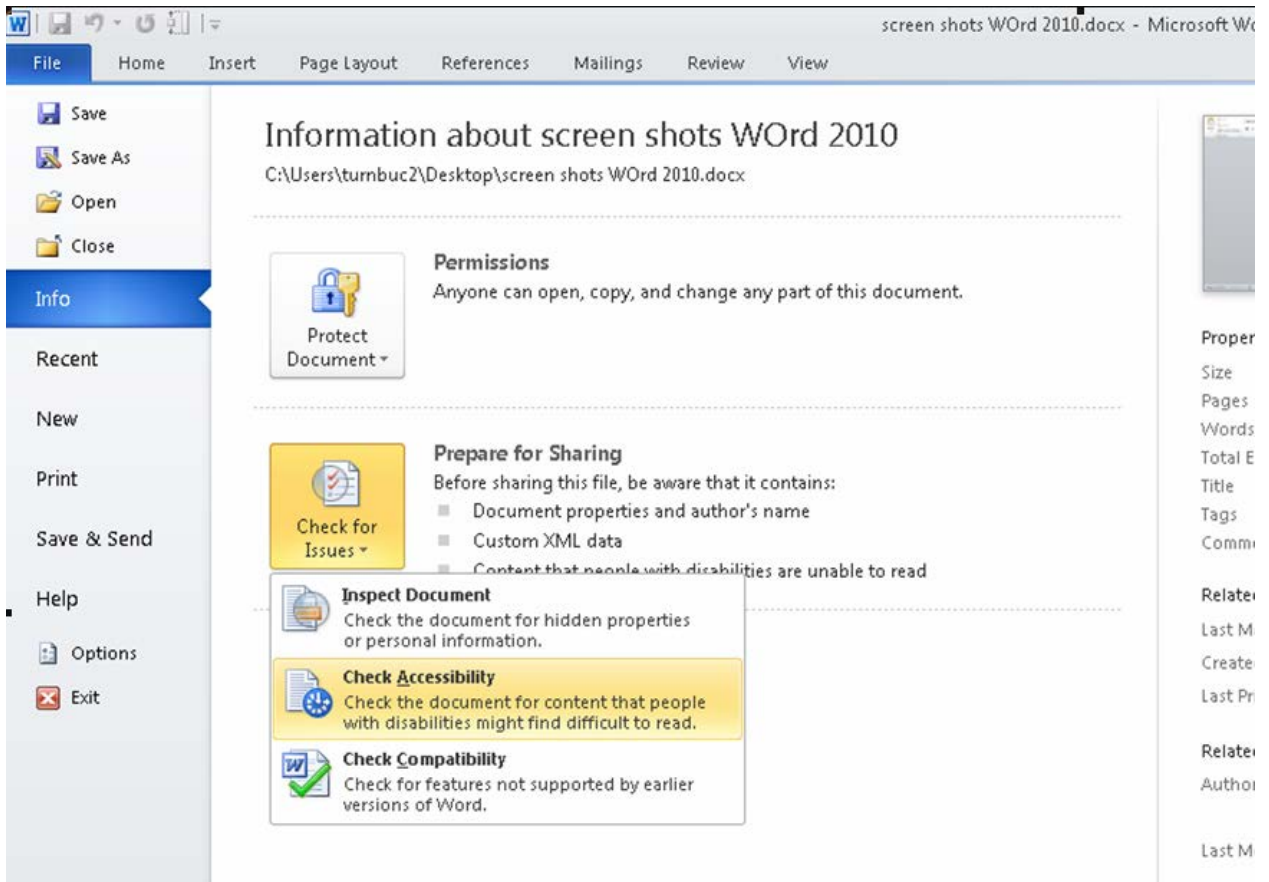 screen shots WOrd 2010.docx - Microsoft Wo
File Home Insert Page Layout References Mailings Review View
Save
Save As
Open
Close
Info
Recent
New
Print
Save & Send
Help
Options
Exit
Information about screen shots WOrd 2010
C:\Users\turnbuc2\Desktop\screen shots WOrd 2010.docx
Protect
Document
Permissions
Anyone can open, copy, and change any part of this document.
Check for
Issues
Prepare for Sharing
Before sharing this file, be aware that it contains:
Document properties and author's name
Custom XML data
Content that people with disabilities are unable to read
Inspect Document
Check the document for hidden properties
or personal information.
Check Accessibility
Check the document for content that people
with disabilities might find difficult to read.
Check Compatibility
Check for features not supported by earlier
versions of Word.
Proper
Size
Pages
Words
Total E
Title
Tags
Comme
Relate
Last M
Create
Last Pri
Relate
Author
Last M